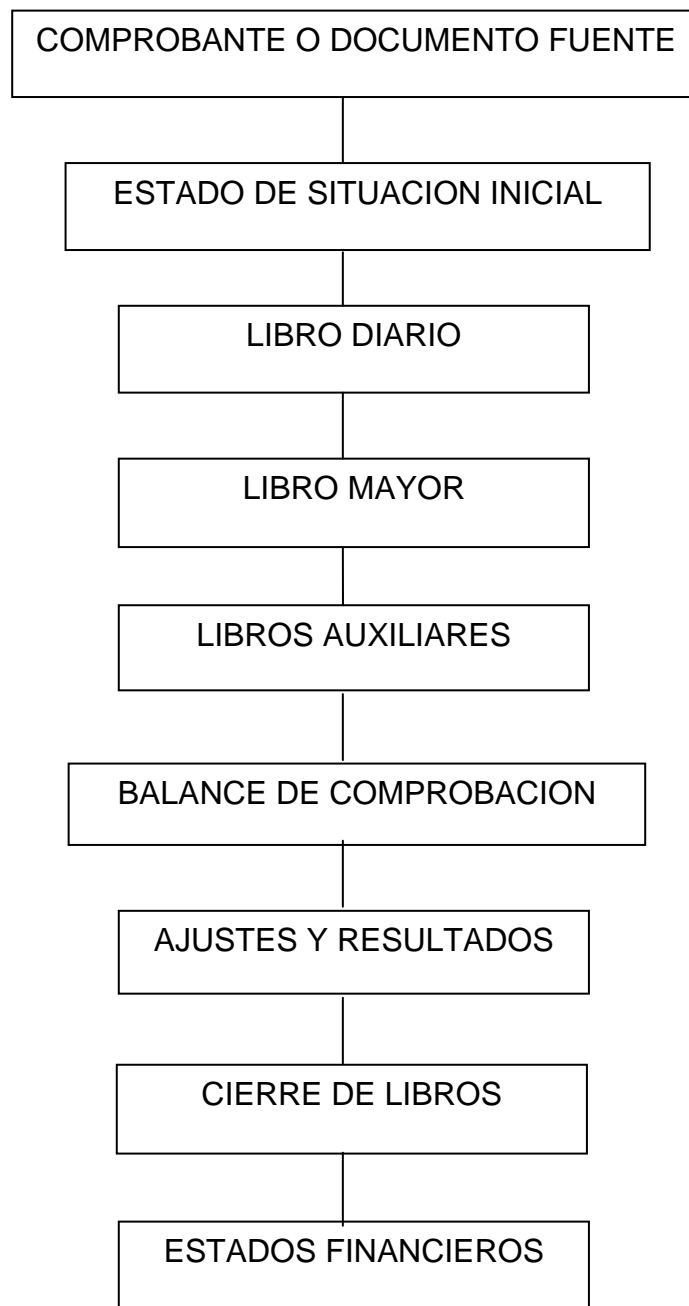 COMPROBANTE O DOCUMENTO FUENTE
ESTADO DE SITUACION INICIAL
LIBRO DIARIO
LIBRO MAYOR
LIBROS AUXILIARES
BALANCE DE COMPROBACION
AJUSTES Y RESULTADOS
CIERRE DE LIBROS
ESTADOS FINANCIEROS